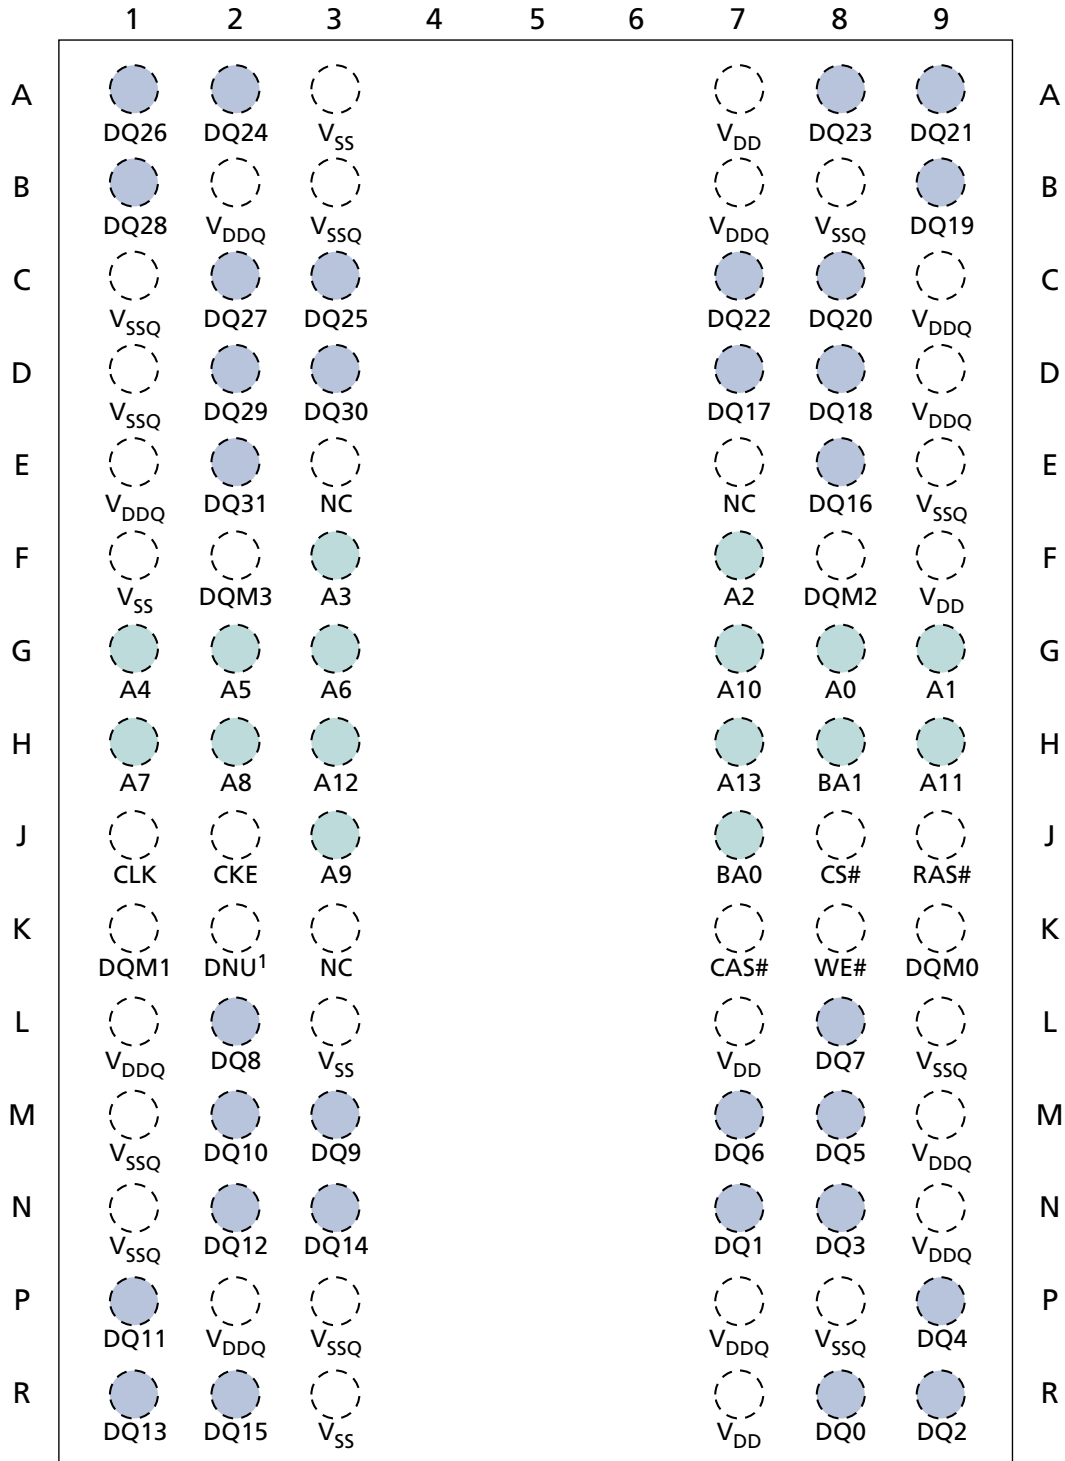 1 2 3 4 5 6 7 8 9
A A
DQ26 DQ24 VSS VDD DQ23 DQ21
B B
DQ28 VDDQ VSSQ VDDQ VSSQ DQ19
C C
VSSQ DQ27 DQ25 DQ22 DQ20 VDDQ
D D
VSSQ DQ29 DQ30 DQ17 DQ18 VDDQ
E E
VDDQ DQ31 NC NC DQ16 VSSQ
F F
VSS DQM3 A3 A2 DQM2 VDD
G G
A4 A5 A6 A10 A0 A1
H H
A7 A8 A12 A13 BA1 A11
J J
CLK CKE A9 BA0 CS# RAS#
K K
DQM1 DNU1 NC CAS# WE# DQM0
L L
VDDQ DQ8 VSS VDD DQ7 VSSQ
M M
VSSQ DQ10 DQ9 DQ6 DQ5 VDDQ
N N
VSSQ DQ12 DQ14 DQ1 DQ3 VDDQ
P P
DQ11 VDDQ VSSQ VDDQ VSSQ DQ4
R R
DQ13 DQ15 VSS VDD DQ0 DQ2